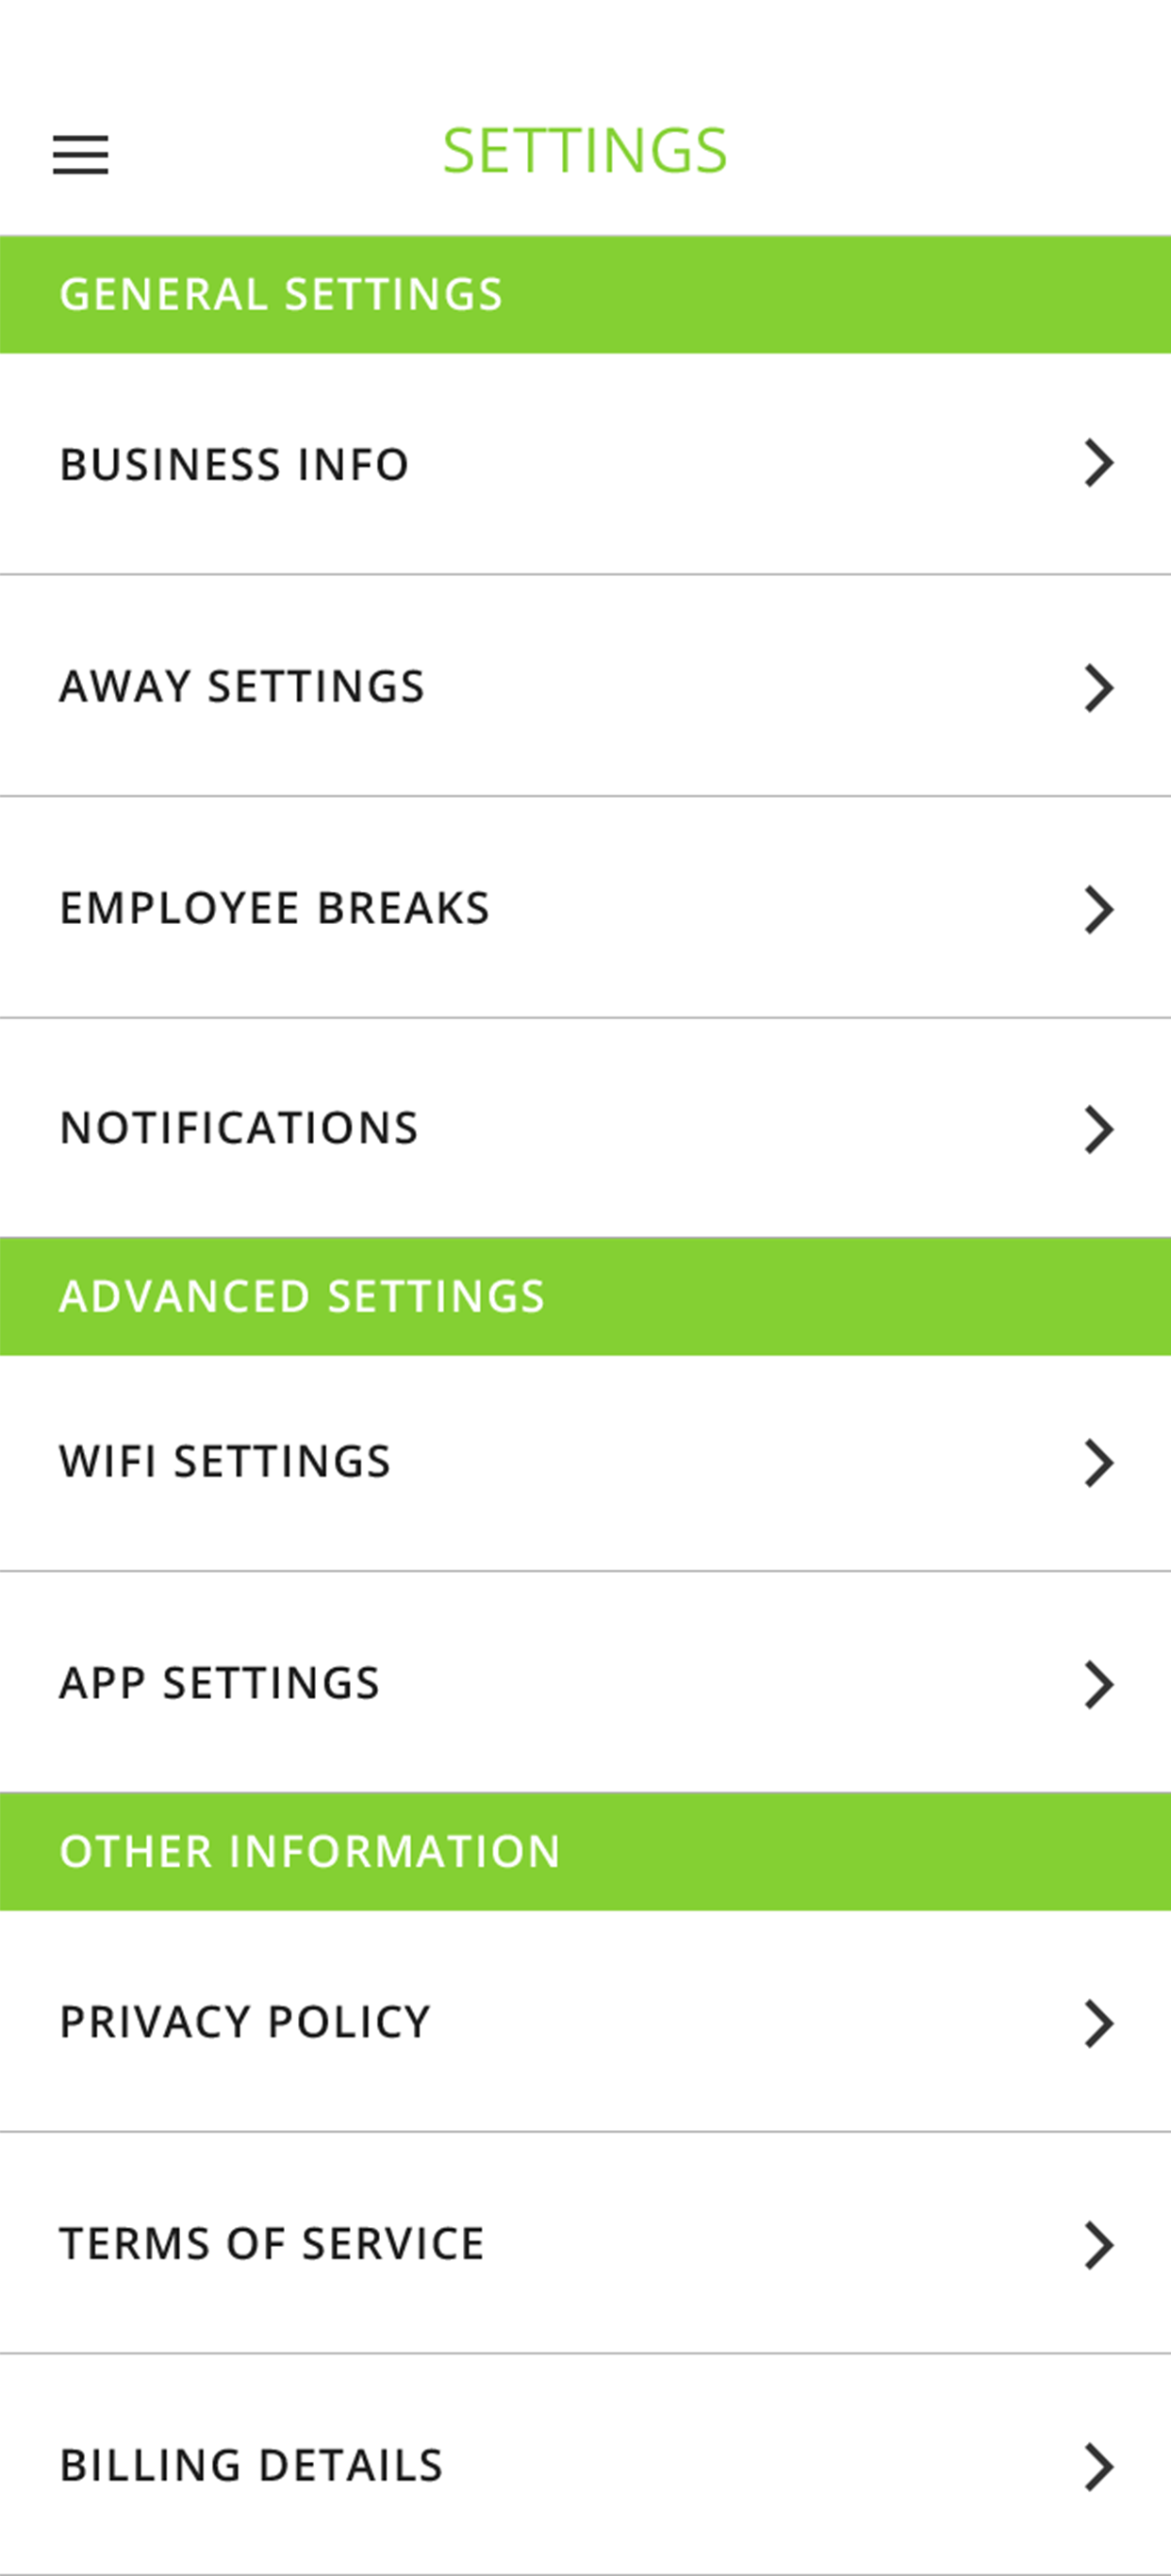 SETTINGS
GENERAL SETTINGS
BUSINESS INFO
AWAY SETTINGS
EMPLOYEE BREAKS
NOTIFICATIONS
ADVANCED SETTINGS
WIFI SETTINGS
APP SETTINGS
OTHER INFORMATION
PRIVACY POLICY
TERMS OF SERVICE
BILLING DETAILS